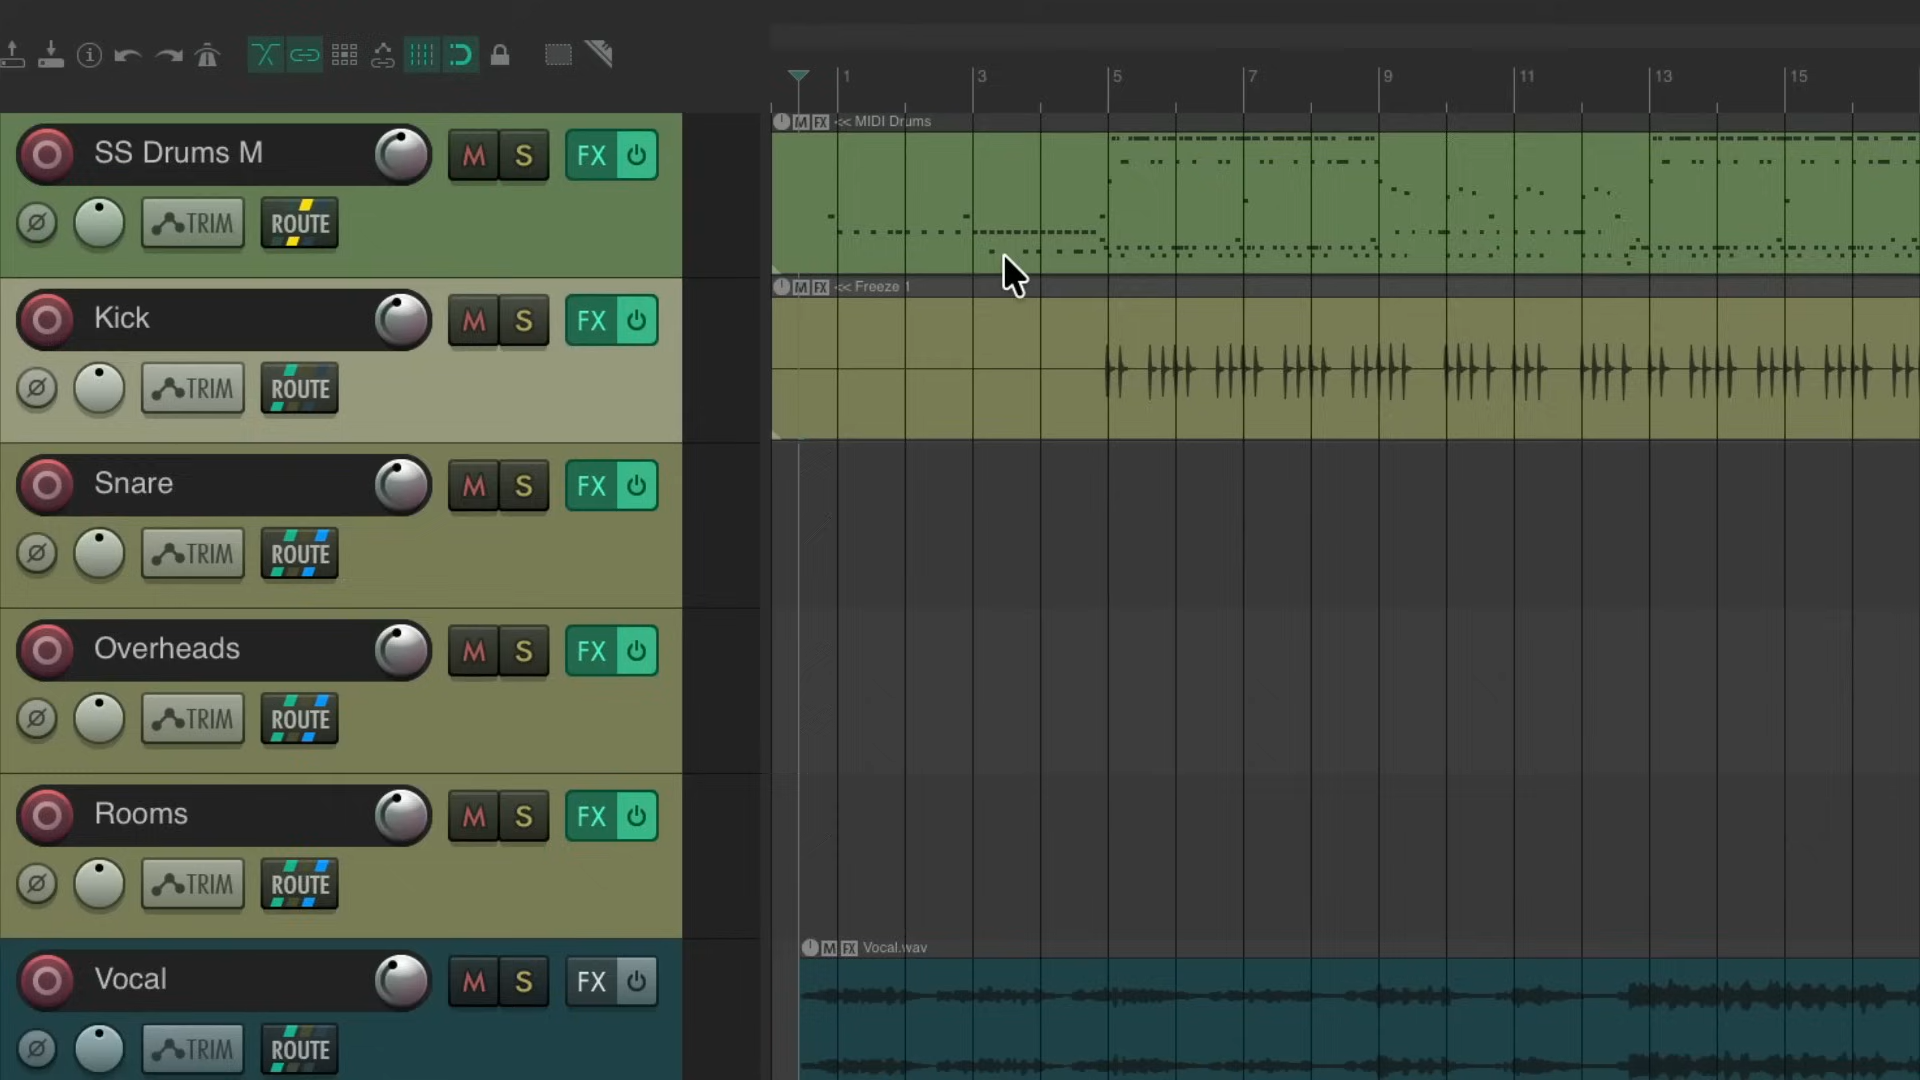 1 3 5 7 9 11 13 15
M FX << MIDI Drums
SS Drums M M S FX
TRIM ROUTE
M FX << Freeze 1
Kick M S FX
TRIM ROUTE
Snare M S FX
TRIM ROUTE
Overheads M S FX
TRIM ROUTE
Rooms M S FX
TRIM ROUTE
M FX Vocal.wav
Vocal M S FX
TRIM ROUTE